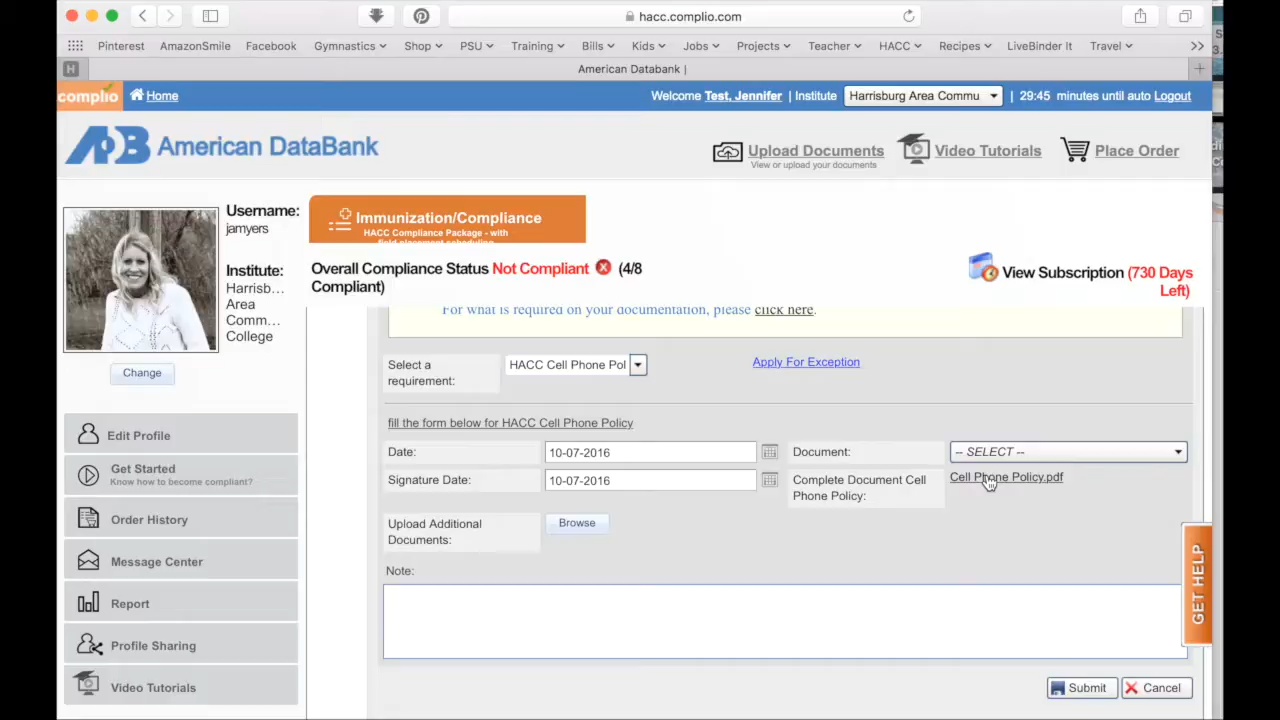 hacc.complio.com
Pinterest AmazonSmile Facebook Gymnastics Shop PSU Training Bills Kids Jobs Projects Teacher HACC Recipes LiveBinder It Travel
H
American Databank |
complio Home
Welcome Test, Jennifer | Institute Harrisburg Area Commu | 29:45 minutes until auto Logout
ADB American DataBank
Upload Documents
View or upload your documents
Video Tutorials
Place Order
Username:
jamyers
Institute:
Harrisb...
Area
Comm...
College
Change
Immunization/Compliance
HACC Compliance Package - with
field placement scheduling
Overall Compliance Status Not Compliant (4/8
Compliant)
View Subscription (730 Days
Left)
Edit Profile
Get Started
Know how to become compliant?
Order History
Message Center
Report
Profile Sharing
Video Tutorials
For what is required on your documentation, please click here.
Select a
requirement:
HACC Cell Phone Pol
Apply For Exception
fill the form below for HACC Cell Phone Policy
Date: 10-07-2016
Document: -- SELECT --
Signature Date: 10-07-2016
Complete Document Cell
Phone Policy:
Cell Phone Policy.pdf
Upload Additional
Documents:
Browse
Note:
GET HELP
Submit Cancel